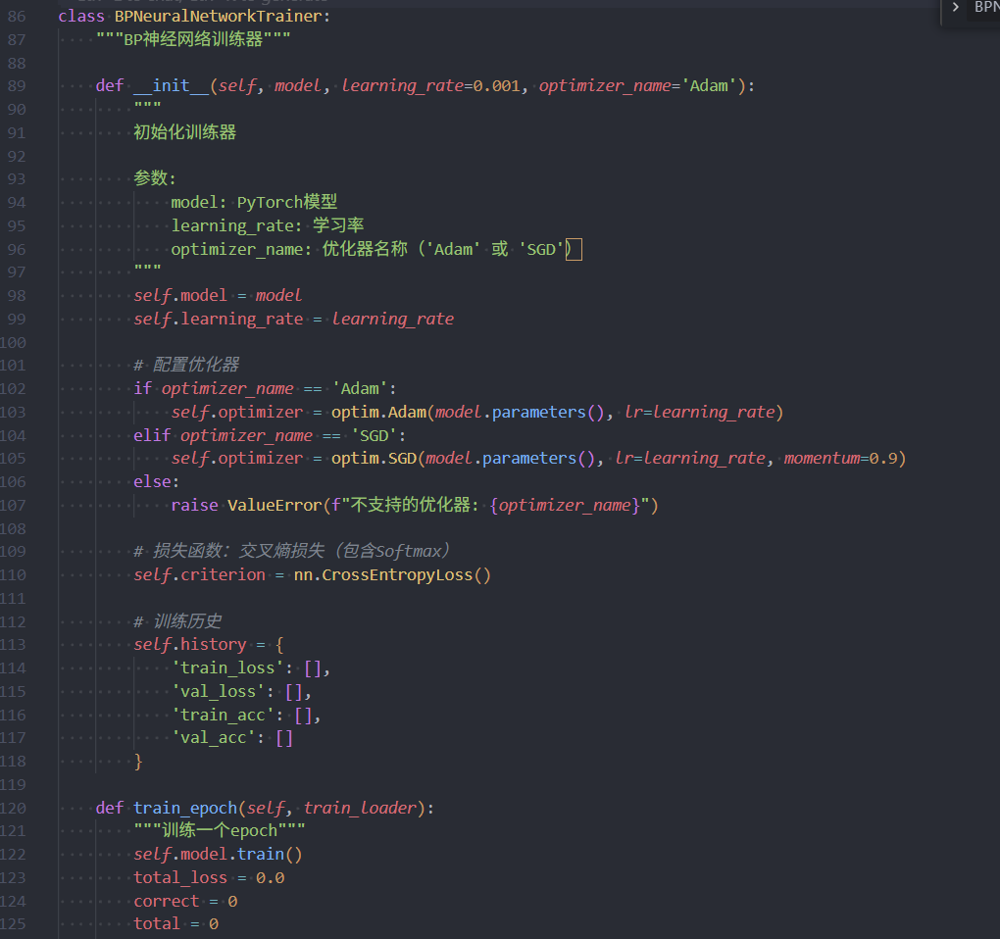 BPN
86 class BPNeuralNetworkTrainer:
87 """BP神经网络训练器"""
88
89 def __init__(self, model, learning_rate=0.001, optimizer_name='Adam'):
90 """
91 初始化训练器
92
93 参数:
94 model: PyTorch模型
95 learning_rate: 学习率
96 optimizer_name: 优化器名称（'Adam' 或 'SGD'）
97 """
98 self.model = model
99 self.learning_rate = learning_rate
100
101 # 配置优化器
102 if optimizer_name == 'Adam':
103 self.optimizer = optim.Adam(model.parameters(), lr=learning_rate)
104 elif optimizer_name == 'SGD':
105 self.optimizer = optim.SGD(model.parameters(), lr=learning_rate, momentum=0.9)
106 else:
107 raise ValueError(f"不支持的优化器: {optimizer_name}")
108
109 # 损失函数：交叉熵损失（包含Softmax）
110 self.criterion = nn.CrossEntropyLoss()
111
112 # 训练历史
113 self.history = {
114 'train_loss': [],
115 'val_loss': [],
116 'train_acc': [],
117 'val_acc': []
118 }
119
120 def train_epoch(self, train_loader):
121 """训练一个epoch"""
122 self.model.train()
123 total_loss = 0.0
124 correct = 0
125 total = 0